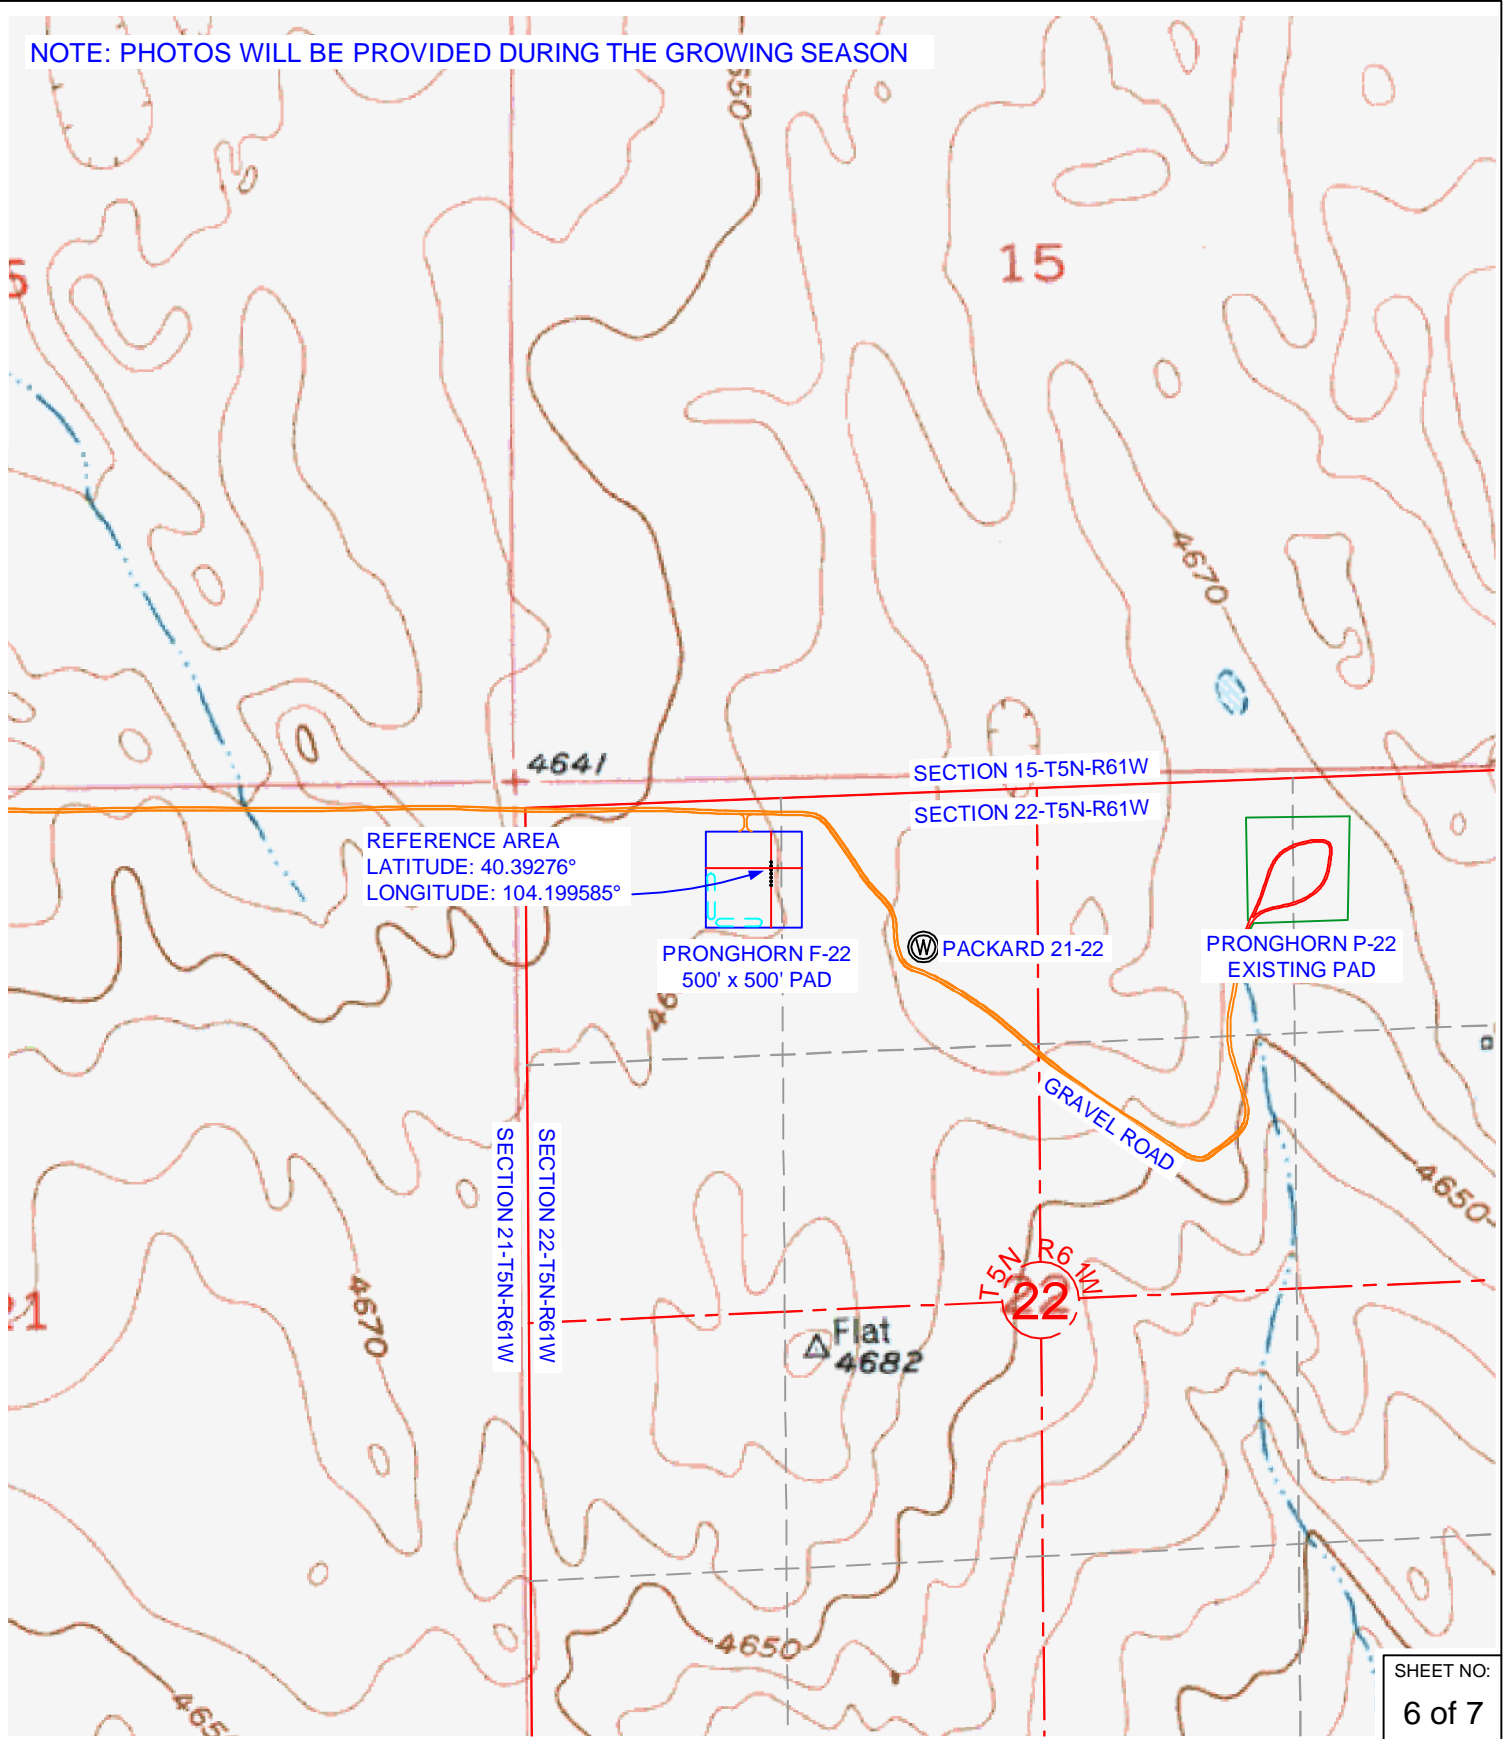 NOTE: PHOTOS WILL BE PROVIDED DURING THE GROWING SEASON
15
4670
4641
SECTION 15-T5N-R61W
SECTION 22-T5N-R61W
REFERENCE AREA
LATITUDE: 40.39276°
LONGITUDE: 104.199585°
PRONGHORN F-22
500' x 500' PAD
W PACKARD 21-22
PRONGHORN P-22
EXISTING PAD
GRAVEL ROAD
SECTION 21-T5N-R61W
SECTION 22-T5N-R61W
4650
T5N R61W
22
21
4670
Flat
4682
4650
SHEET NO:
6 of 7